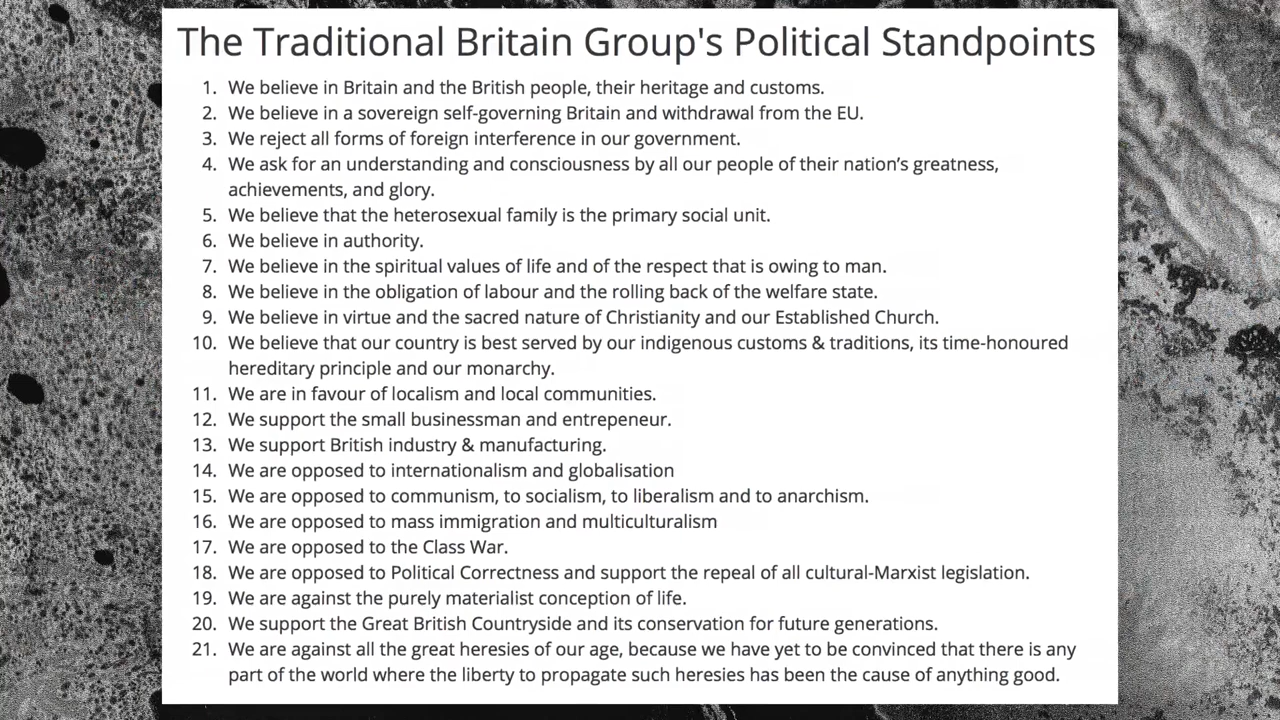 The Traditional Britain Group's Political Standpoints
1. We believe in Britain and the British people, their heritage and customs.
2. We believe in a sovereign self-governing Britain and withdrawal from the EU.
3. We reject all forms of foreign interference in our government.
4. We ask for an understanding and consciousness by all our people of their nation’s greatness,
achievements, and glory.
5. We believe that the heterosexual family is the primary social unit.
6. We believe in authority.
7. We believe in the spiritual values of life and of the respect that is owing to man.
8. We believe in the obligation of labour and the rolling back of the welfare state.
9. We believe in virtue and the sacred nature of Christianity and our Established Church.
10. We believe that our country is best served by our indigenous customs & traditions, its time-honoured
hereditary principle and our monarchy.
11. We are in favour of localism and local communities.
12. We support the small businessman and entrepeneur.
13. We support British industry & manufacturing.
14. We are opposed to internationalism and globalisation
15. We are opposed to communism, to socialism, to liberalism and to anarchism.
16. We are opposed to mass immigration and multiculturalism
17. We are opposed to the Class War.
18. We are opposed to Political Correctness and support the repeal of all cultural-Marxist legislation.
19. We are against the purely materialist conception of life.
20. We support the Great British Countryside and its conservation for future generations.
21. We are against all the great heresies of our age, because we have yet to be convinced that there is any
part of the world where the liberty to propagate such heresies has been the cause of anything good.